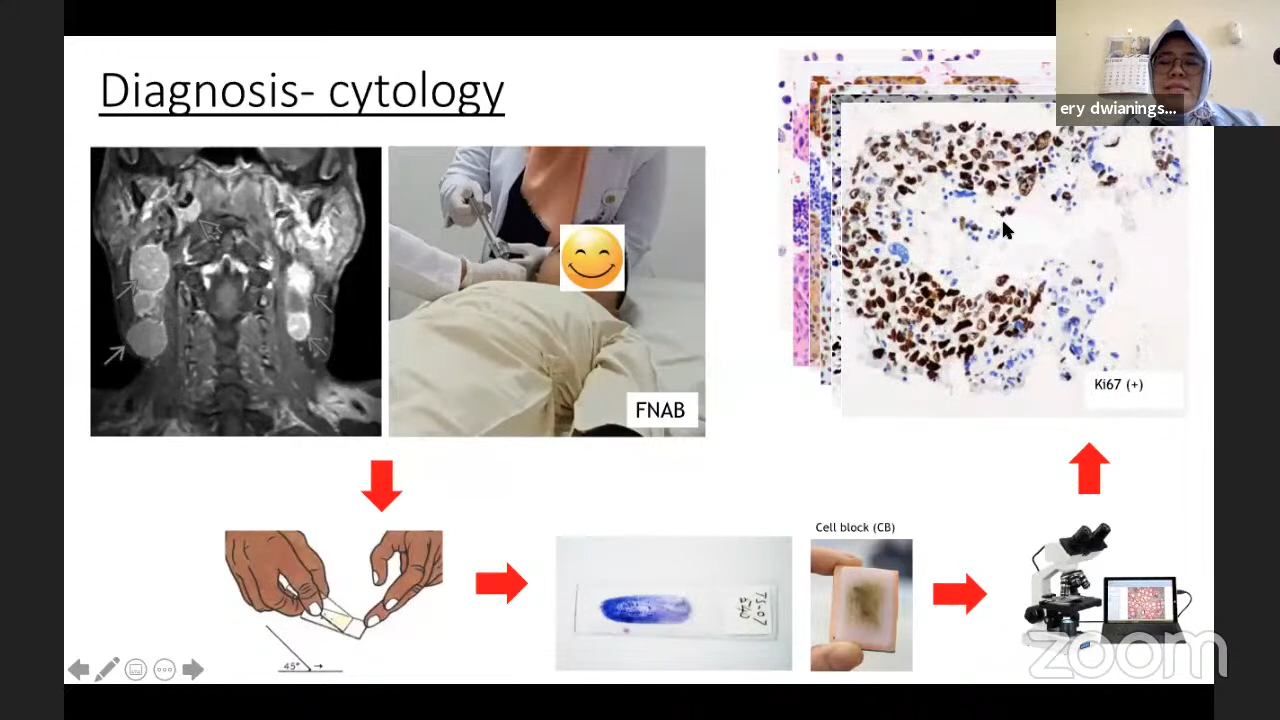 Diagnosis- cytology
ery dwianings...
FNAB
Ki67 (+)
Cell block (CB)
45°
zoom